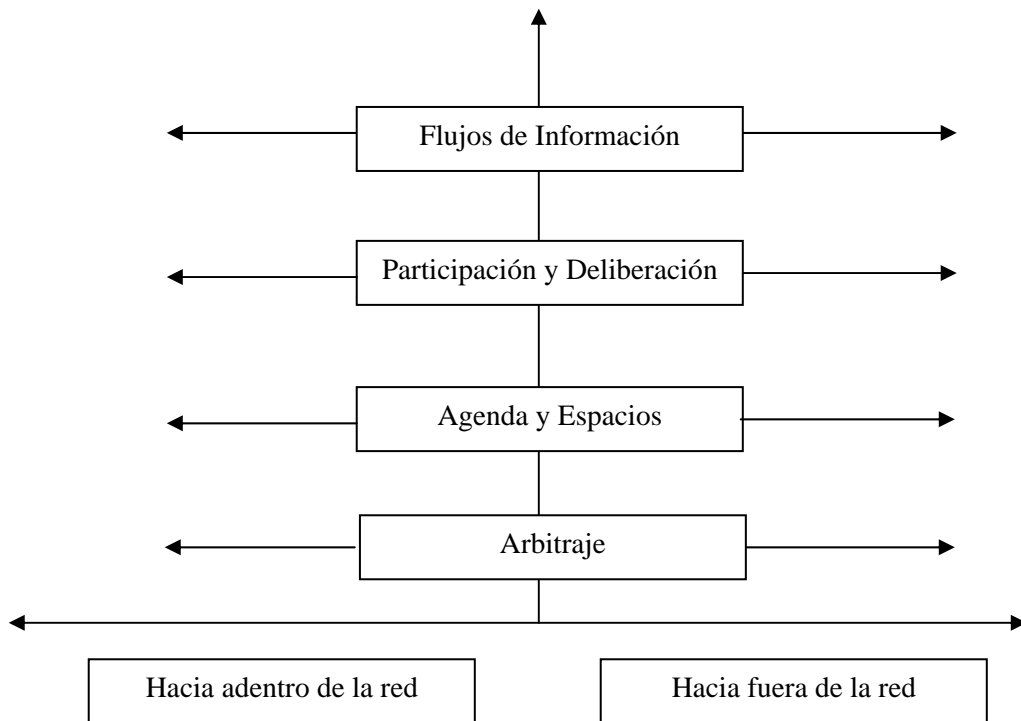 Flujos de Información
Participación y Deliberación
Agenda y Espacios
Arbitraje
Hacia adentro de la red
Hacia fuera de la red